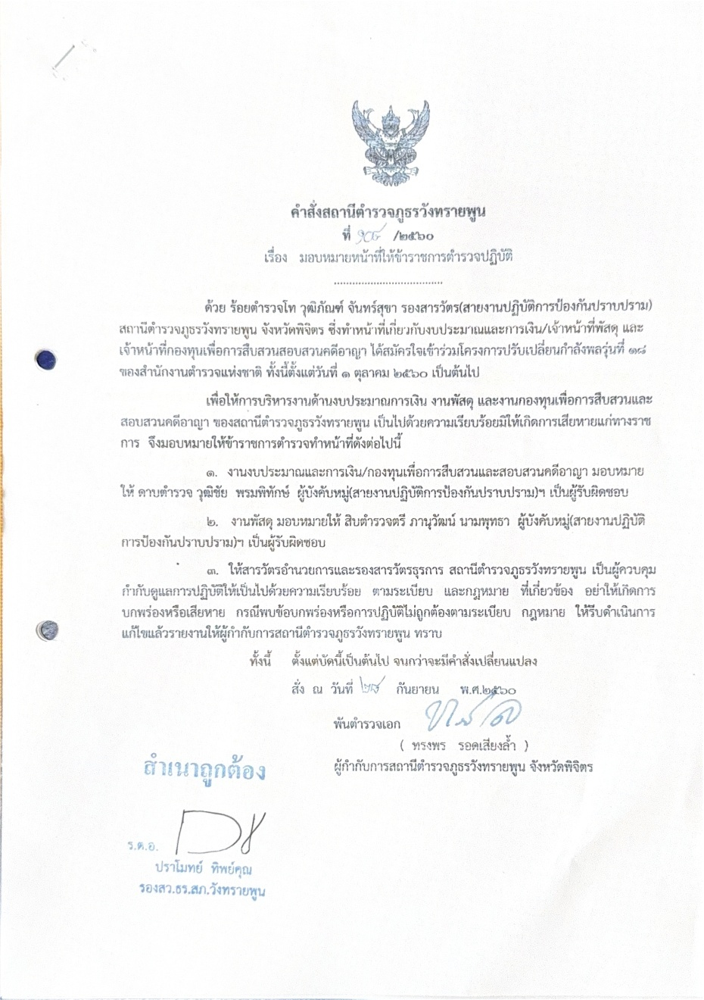 คำสั่งสถานีตำรวจภูธรวังทรายพูน
ที่ /๒๕๖๐
เรื่อง มอบหมายหน้าที่ให้ข้าราชการตำรวจปฏิบัติ
....................................
ด้วย ร้อยตำรวจโท วุฒิภัณฑ์ จันทร์สุขา รองสารวัตร(สายงานปฏิบัติการป้องกันปราบปราม)
สถานีตำรวจภูธรวังทรายพูน จังหวัดพิจิตร ซึ่งทำหน้าที่เกี่ยวกับงบประมาณและการเงิน/เจ้าหน้าที่พัสดุ และ
เจ้าหน้าที่กองทุนเพื่อการสืบสวนสอบสวนคดีอาญา ได้สมัครใจเข้าร่วมโครงการปรับเปลี่ยนกำลังพลรุ่นที่ ๑๘
ของสำนักงานตำรวจแห่งชาติ ทั้งนี้ตั้งแต่วันที่ ๑ ตุลาคม ๒๕๖๐ เป็นต้นไป
เพื่อให้การบริหารงานด้านงบประมาณการเงิน งานพัสดุ และงานกองทุนเพื่อการสืบสวนและ
สอบสวนคดีอาญา ของสถานีตำรวจภูธรวังทรายพูน เป็นไปด้วยความเรียบร้อยมิให้เกิดการเสียหายแก่ทางราช
การ จึงมอบหมายให้ข้าราชการตำรวจทำหน้าที่ดังต่อไปนี้
๑. งานงบประมาณและการเงิน/กองทุนเพื่อการสืบสวนและสอบสวนคดีอาญา มอบหมาย
ให้ ดาบตำรวจ วุฒิชัย พรมพิทักษ์ ผู้บังคับหมู่(สายงานปฏิบัติการป้องกันปราบปราม)ฯ เป็นผู้รับผิดชอบ
๒. งานพัสดุ มอบหมายให้ สิบตำรวจตรี ภานุวัฒน์ นามพุทธา ผู้บังคับหมู่(สายงานปฏิบัติ
การป้องกันปราบปราม)ฯ เป็นผู้รับผิดชอบ
๓. ให้สารวัตรอำนวยการและรองสารวัตรธุรการ สถานีตำรวจภูธรวังทรายพูน เป็นผู้ควบคุม
กำกับดูแลการปฏิบัติให้เป็นไปด้วยความเรียบร้อย ตามระเบียบ และกฎหมาย ที่เกี่ยวข้อง อย่าให้เกิดการ
บกพร่องหรือเสียหาย กรณีพบข้อบกพร่องหรือการปฏิบัติไม่ถูกต้องตามระเบียบ กฎหมาย ให้รีบดำเนินการ
แก้ไขแล้วรายงานให้ผู้กำกับการสถานีตำรวจภูธรวังทรายพูน ทราบ
ทั้งนี้ ตั้งแต่บัดนี้เป็นต้นไป จนกว่าจะมีคำสั่งเปลี่ยนแปลง
สั่ง ณ วันที่ ๒๘ กันยายน พ.ศ.๒๕๖๐
พันตำรวจเอก
( ทรงพร รอดเสียงล้ำ )
ผู้กำกับการสถานีตำรวจภูธรวังทรายพูน จังหวัดพิจิตร
สำเนาถูกต้อง
ร.ต.อ.
ปราโมทย์ ทิพย์คุณ
รองสว.ธร.สภ.วังทรายพูน